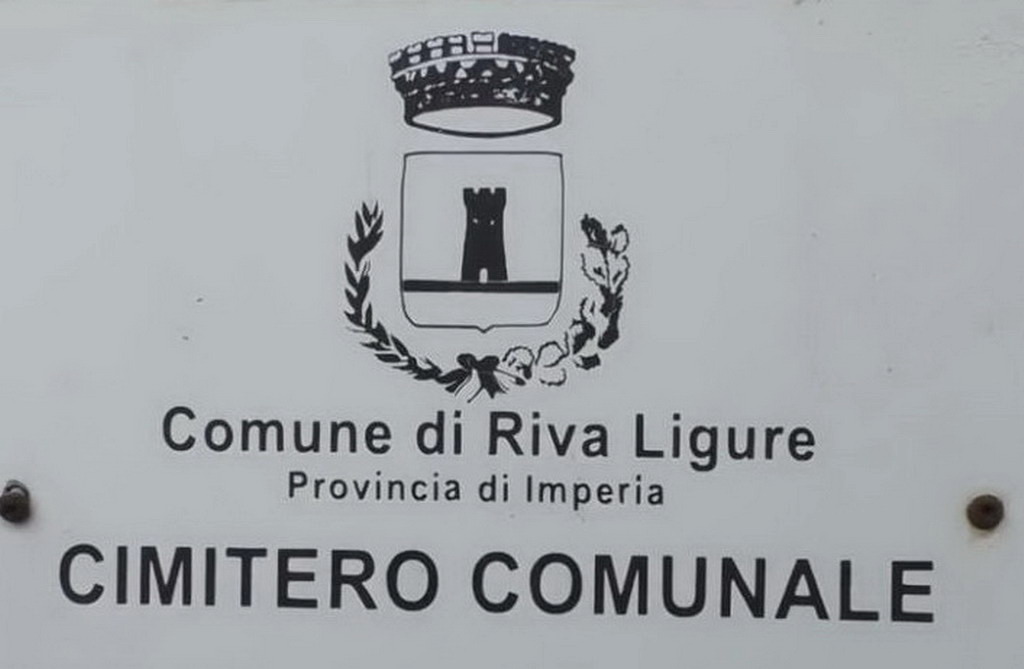 Comune di Riva Ligure
Provincia di Imperia
CIMITERO COMUNALE